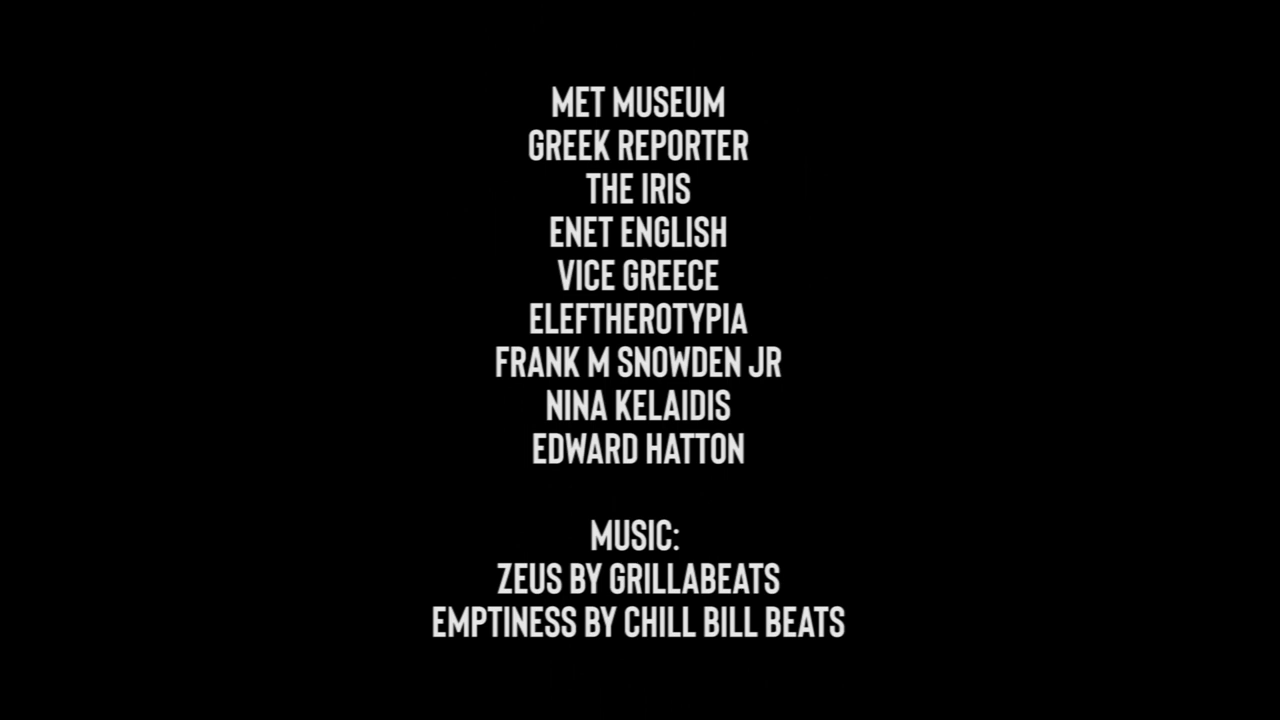 MET MUSEUM
GREEK REPORTER
THE IRIS
ENET ENGLISH
VICE GREECE
ELEFTHEROTYPIA
FRANK M SNOWDEN JR
NINA KELAIDIS
EDWARD HATTON
MUSIC:
ZEUS BY GRILLABEATS
EMPTINESS BY CHILL BILL BEATS